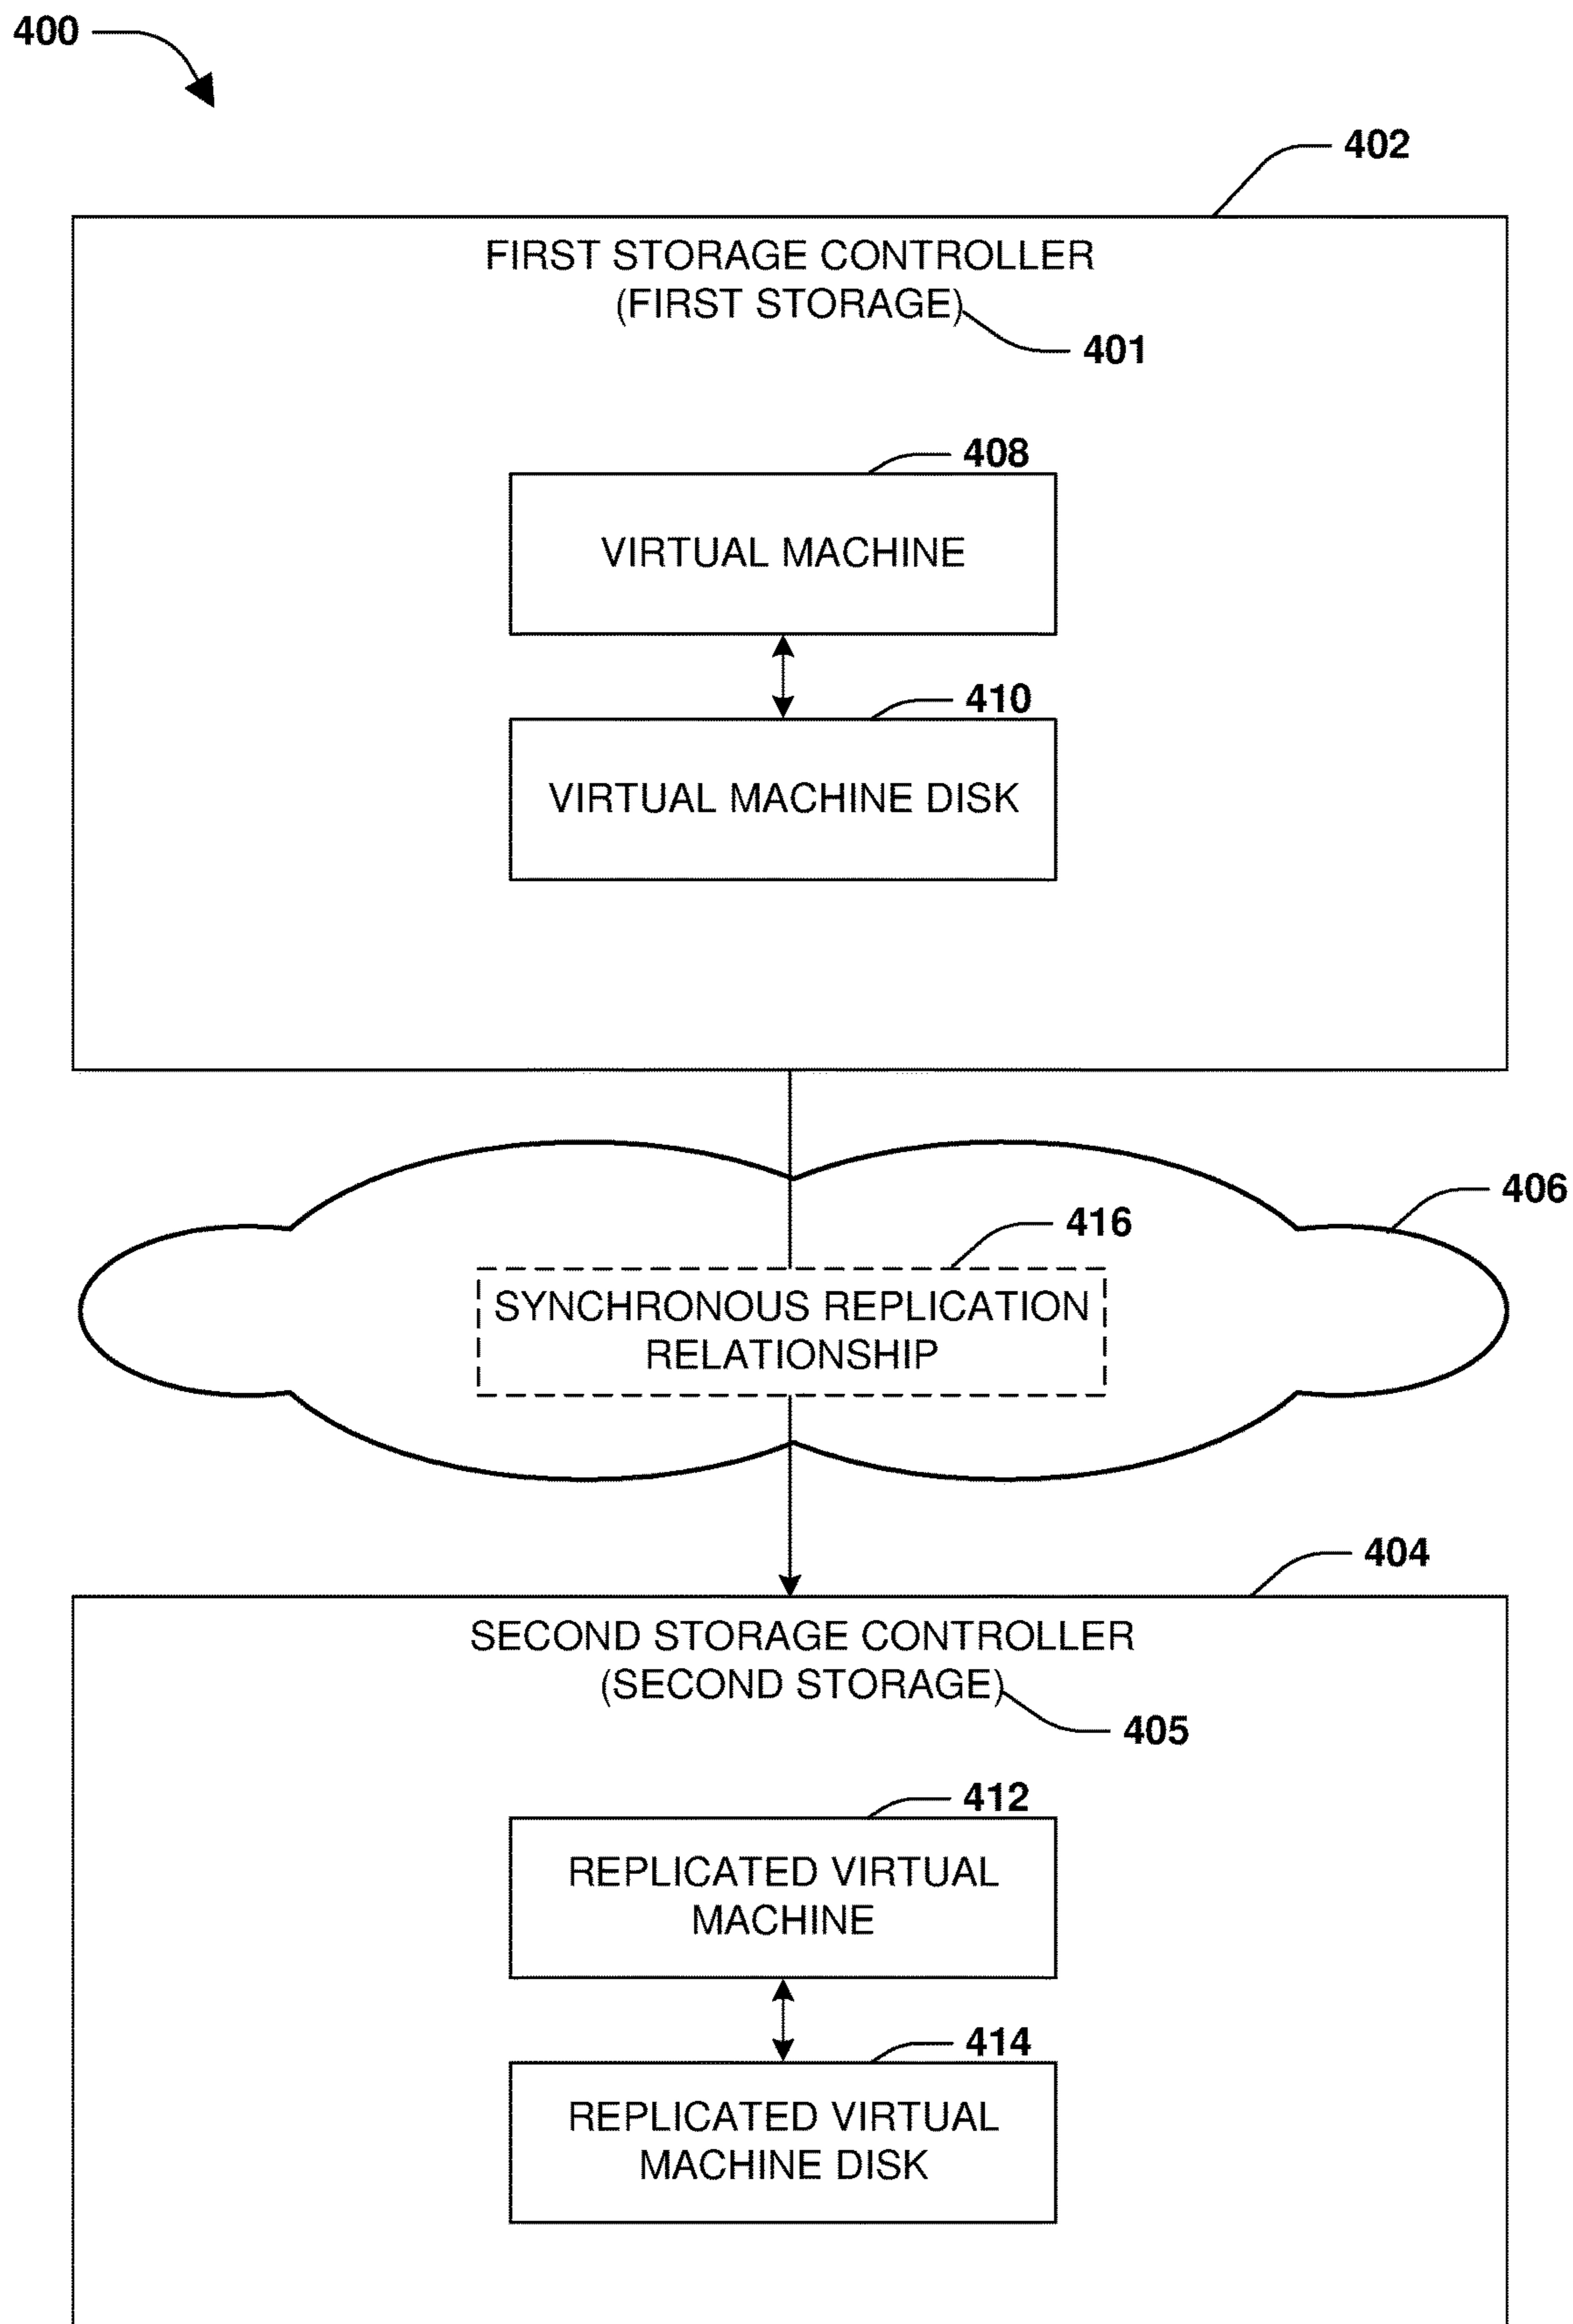 400
402
FIRST STORAGE CONTROLLER
(FIRST STORAGE)
401
408
VIRTUAL MACHINE
410
VIRTUAL MACHINE DISK
406
416
SYNCHRONOUS REPLICATION
RELATIONSHIP
404
SECOND STORAGE CONTROLLER
(SECOND STORAGE)
405
412
REPLICATED VIRTUAL
MACHINE
414
REPLICATED VIRTUAL
MACHINE DISK